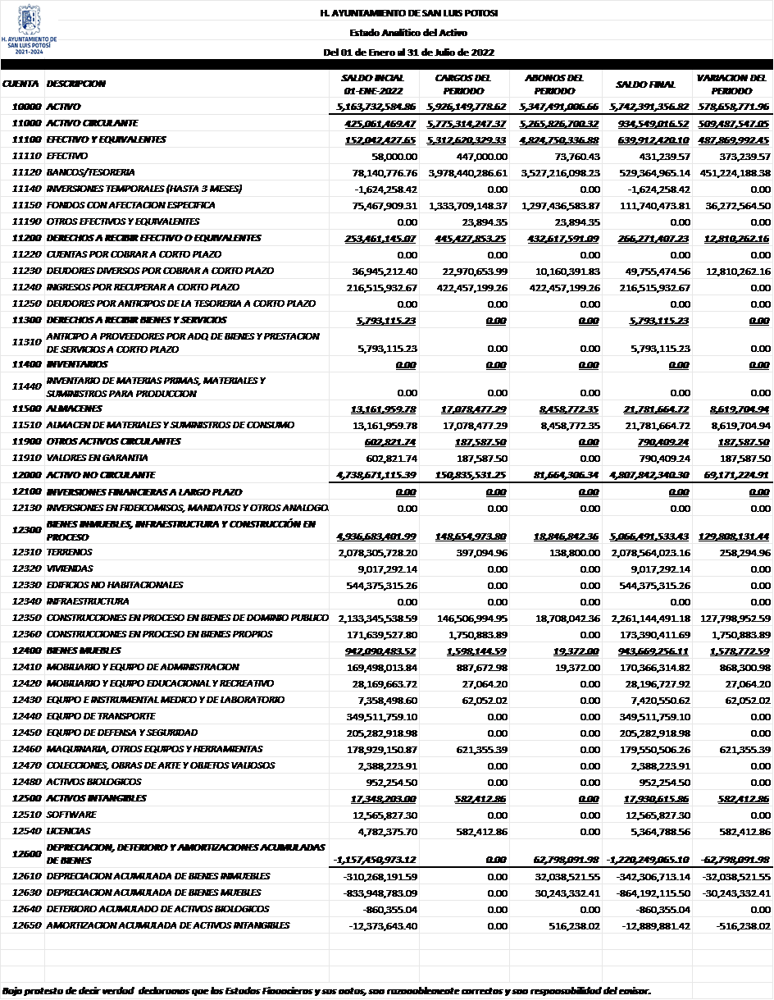 H. AYUNTAMIENTO DE SAN LUIS POTOSI
Estado Analítico del Activo
Del 01 de Enero al 31 de Julio de 2022
H. AYUNTAMIENTO DE
SAN LUIS POTOSÍ
2021-2024
CUENTA DESCRIPCION SALDO INCIAL 01-ENE-2022 CARGOS DEL PERIODO ABONOS DEL PERIODO SALDO FINAL VARIACION DEL PERIODO
10000 ACTIVO 5,163,732,584.86 5,926,149,778.62 5,347,491,006.66 5,742,391,356.82 578,658,771.96
11000 ACTIVO CIRCULANTE 425,061,469.47 5,775,314,247.37 5,265,826,700.32 934,549,016.52 509,487,547.05
11100 EFECTIVO Y EQUIVALENTES 152,042,427.65 5,312,620,329.33 4,824,750,336.88 639,912,420.10 487,869,992.45
11110 EFECTIVO 58,000.00 447,000.00 73,760.43 431,239.57 373,239.57
11120 BANCOS/TESORERIA 78,140,776.76 3,978,440,286.61 3,527,216,098.23 529,364,965.14 451,224,188.38
11140 INVERSIONES TEMPORALES (HASTA 3 MESES) -1,624,258.42 0.00 0.00 -1,624,258.42 0.00
11150 FONDOS CON AFECTACION ESPECIFICA 75,467,909.31 1,333,709,148.37 1,297,436,583.87 111,740,473.81 36,272,564.50
11190 OTROS EFECTIVOS Y EQUIVALENTES 0.00 23,894.35 23,894.35 0.00 0.00
11200 DERECHOS A RECIBIR EFECTIVO O EQUIVALENTES 253,461,145.07 445,427,853.25 432,617,591.09 266,271,407.23 12,810,262.16
11220 CUENTAS POR COBRAR A CORTO PLAZO 0.00 0.00 0.00 0.00 0.00
11230 DEUDORES DIVERSOS POR COBRAR A CORTO PLAZO 36,945,212.40 22,970,653.99 10,160,391.83 49,755,474.56 12,810,262.16
11240 INGRESOS POR RECUPERAR A CORTO PLAZO 216,515,932.67 422,457,199.26 422,457,199.26 216,515,932.67 0.00
11250 DEUDORES POR ANTICIPOS DE LA TESORERIA A CORTO PLAZO 0.00 0.00 0.00 0.00 0.00
11300 DERECHOS A RECIBIR BIENES Y SERVICIOS 5,793,115.23 0.00 0.00 5,793,115.23 0.00
11310 ANTICIPO A PROVEEDORES POR ADQ DE BIENES Y PRESTACION
DE SERVICIOS A CORTO PLAZO 5,793,115.23 0.00 0.00 5,793,115.23 0.00
11400 INVENTARIOS 0.00 0.00 0.00 0.00 0.00
11440 INVENTARIO DE MATERIAS PRIMAS, MATERIALES Y
SUMINISTROS PARA PRODUCCION 0.00 0.00 0.00 0.00 0.00
11500 ALMACENES 13,161,959.78 17,078,477.29 8,458,772.35 21,781,664.72 8,619,704.94
11510 ALMACEN DE MATERIALES Y SUMINISTROS DE CONSUMO 13,161,959.78 17,078,477.29 8,458,772.35 21,781,664.72 8,619,704.94
11900 OTROS ACTIVOS CIRCULANTES 602,821.74 187,587.50 0.00 790,409.24 187,587.50
11910 VALORES EN GARANTIA 602,821.74 187,587.50 0.00 790,409.24 187,587.50
12000 ACTIVO NO CIRCULANTE 4,738,671,115.39 150,835,531.25 81,664,306.34 4,807,842,340.30 69,171,224.91
12100 INVERSIONES FINANCIERAS A LARGO PLAZO 0.00 0.00 0.00 0.00 0.00
12130 INVERSIONES EN FIDEICOMISOS, MANDATOS Y OTROS ANALOGO. 0.00 0.00 0.00 0.00 0.00
12300 BIENES INMUEBLES, INFRAESTRUCTURA Y CONSTRUCCIÓN EN
PROCESO 4,936,683,401.99 148,654,973.80 18,846,842.36 5,066,491,533.43 129,808,131.44
12310 TERRENOS 2,078,305,728.20 397,094.96 138,800.00 2,078,564,023.16 258,294.96
12320 VIVIENDAS 9,017,292.14 0.00 0.00 9,017,292.14 0.00
12330 EDIFICIOS NO HABITACIONALES 544,375,315.26 0.00 0.00 544,375,315.26 0.00
12340 INFRAESTRUCTURA 0.00 0.00 0.00 0.00 0.00
12350 CONSTRUCCIONES EN PROCESO EN BIENES DE DOMINIO PUBLICO 2,133,345,538.59 146,506,994.95 18,708,042.36 2,261,144,491.18 127,798,952.59
12360 CONSTRUCCIONES EN PROCESO EN BIENES PROPIOS 171,639,527.80 1,750,883.89 0.00 173,390,411.69 1,750,883.89
12400 BIENES MUEBLES 942,090,483.52 1,598,144.59 19,372.00 943,669,256.11 1,578,772.59
12410 MOBILIARIO Y EQUIPO DE ADMINISTRACION 169,498,013.84 887,672.98 19,372.00 170,366,314.82 868,300.98
12420 MOBILIARIO Y EQUIPO EDUCACIONAL Y RECREATIVO 28,169,663.72 27,064.20 0.00 28,196,727.92 27,064.20
12430 EQUIPO E INSTRUMENTAL MEDICO Y DE LABORATORIO 7,358,498.60 62,052.02 0.00 7,420,550.62 62,052.02
12440 EQUIPO DE TRANSPORTE 349,511,759.10 0.00 0.00 349,511,759.10 0.00
12450 EQUIPO DE DEFENSA Y SEGURIDAD 205,282,918.98 0.00 0.00 205,282,918.98 0.00
12460 MAQUINARIA, OTROS EQUIPOS Y HERRAMIENTAS 178,929,150.87 621,355.39 0.00 179,550,506.26 621,355.39
12470 COLECCIONES, OBRAS DE ARTE Y OBJETOS VALIOSOS 2,388,223.91 0.00 0.00 2,388,223.91 0.00
12480 ACTIVOS BIOLOGICOS 952,254.50 0.00 0.00 952,254.50 0.00
12500 ACTIVOS INTANGIBLES 17,348,203.00 582,412.86 0.00 17,930,615.86 582,412.86
12510 SOFTWARE 12,565,827.30 0.00 0.00 12,565,827.30 0.00
12540 LICENCIAS 4,782,375.70 582,412.86 0.00 5,364,788.56 582,412.86
12600 DEPRECIACION, DETERIORO Y AMORTIZACIONES ACUMULADAS
DE BIENES -1,157,450,973.12 0.00 62,798,091.98 -1,220,249,065.10 -62,798,091.98
12610 DEPRECIACION ACUMULADA DE BIENES INMUEBLES -310,268,191.59 0.00 32,038,521.55 -342,306,713.14 -32,038,521.55
12630 DEPRECIACION ACUMULADA DE BIENES MUEBLES -833,948,783.09 0.00 30,243,332.41 -864,192,115.50 -30,243,332.41
12640 DETERIORO ACUMULADO DE ACTIVOS BIOLOGICOS -860,355.04 0.00 0.00 -860,355.04 0.00
12650 AMORTIZACION ACUMULADA DE ACTIVOS INTANGIBLES -12,373,643.40 0.00 516,238.02 -12,889,881.42 -516,238.02
Bajo protesta de decir verdad declaramos que los Estados Financieros y sus notas, son razonablemente correctos y son responsabilidad del emisor.